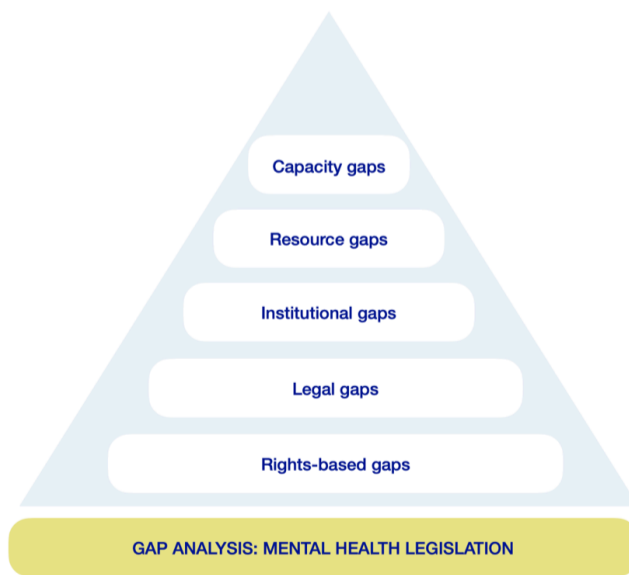 Capacity gaps
Resource gaps
Institutional gaps
Legal gaps
Rights-based gaps
GAP ANALYSIS: MENTAL HEALTH LEGISLATION